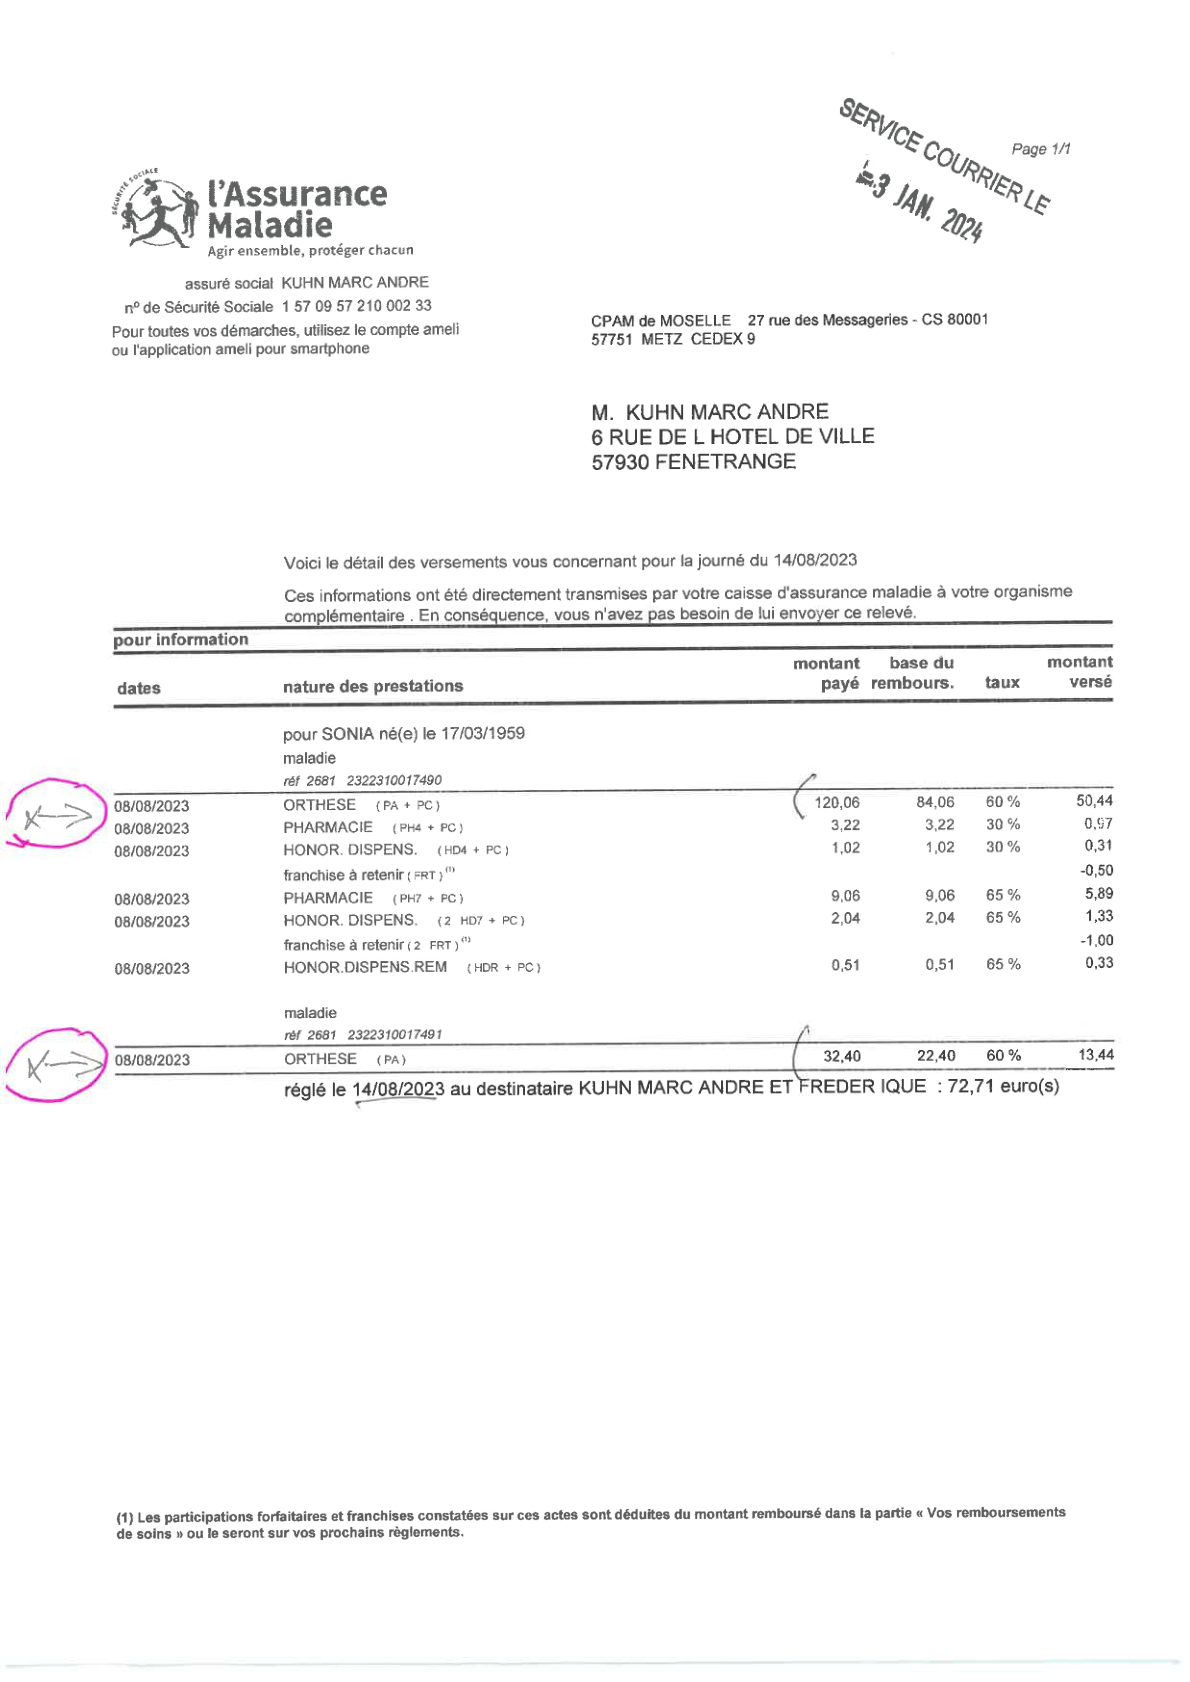 SERVICE COURRIER LE
-3 JAN. 2024
Page 1/1
SÉCURITÉ SOCIALE
l'Assurance
Maladie
Agir ensemble, protéger chacun
assuré social KUHN MARC ANDRE
nº de Sécurité Sociale 1 57 09 57 210 002 33
Pour toutes vos démarches, utilisez le compte ameli
ou l'application ameli pour smartphone
CPAM de MOSELLE 27 rue des Messageries - CS 80001
57751 METZ CEDEX 9
M. KUHN MARC ANDRE
6 RUE DE L HOTEL DE VILLE
57930 FENETRANGE
Voici le détail des versements vous concernant pour la journé du 14/08/2023
Ces informations ont été directement transmises par votre caisse d'assurance maladie à votre organisme
complémentaire . En conséquence, vous n'avez pas besoin de lui envoyer ce relevé.
pour information
dates nature des prestations montant payé base du rembours. taux montant versé
pour SONIA né(e) le 17/03/1959
maladie
réf 2681 2322310017490
08/08/2023 ORTHESE (PA + PC) 120,06 84,06 60 % 50,44
08/08/2023 PHARMACIE (PH4 + PC) 3,22 3,22 30 % 0,97
08/08/2023 HONOR. DISPENS. (HD4 + PC) 1,02 1,02 30 % 0,31
franchise à retenir ( FRT ) (1) -0,50
08/08/2023 PHARMACIE (PH7 + PC) 9,06 9,06 65 % 5,89
08/08/2023 HONOR. DISPENS. (2 HD7 + PC) 2,04 2,04 65 % 1,33
franchise à retenir ( 2 FRT ) (1) -1,00
08/08/2023 HONOR.DISPENS.REM (HDR + PC) 0,51 0,51 65 % 0,33
maladie
réf 2681 2322310017491
08/08/2023 ORTHESE (PA) 32,40 22,40 60 % 13,44
réglé le 14/08/2023 au destinataire KUHN MARC ANDRE ET FREDER IQUE : 72,71 euro(s)
(1) Les participations forfaitaires et franchises constatées sur ces actes sont déduites du montant remboursé dans la partie « Vos remboursements
de soins » ou le seront sur vos prochains règlements.